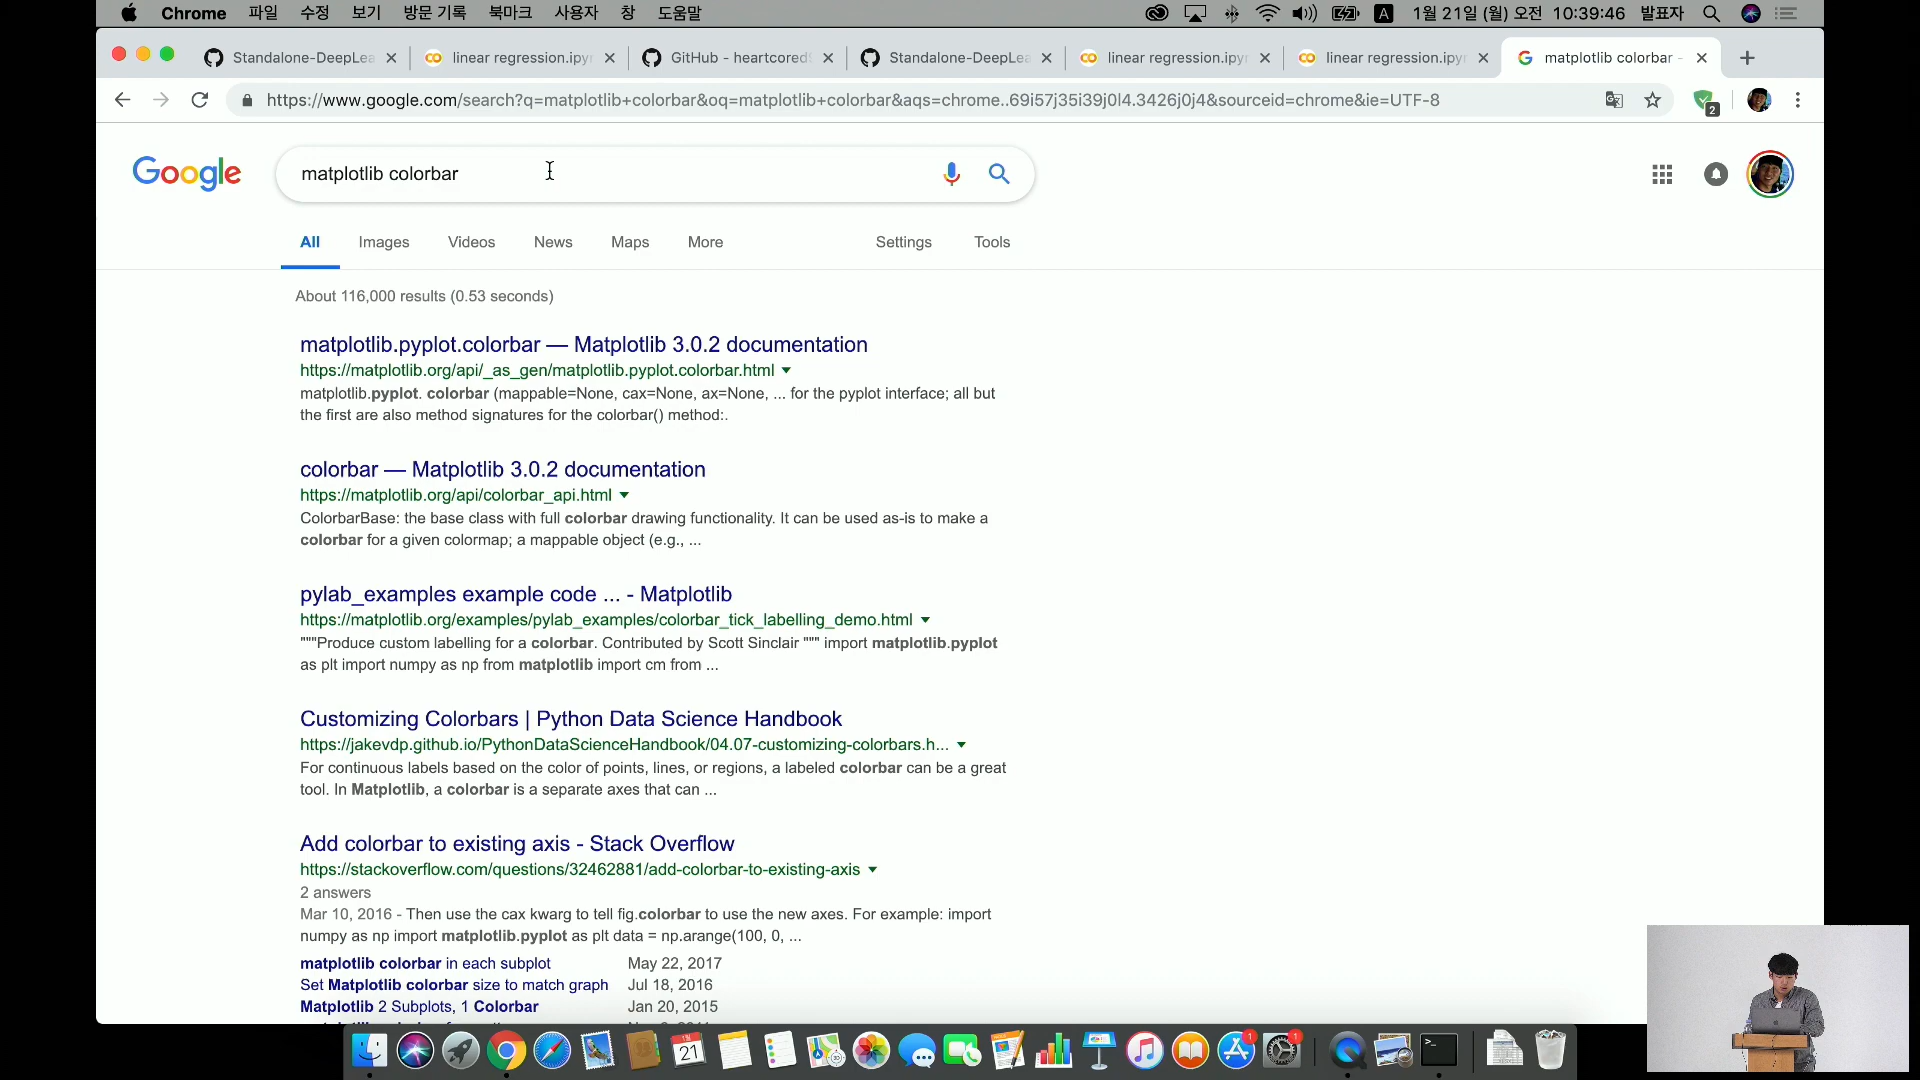 Chrome 파일 수정 보기 방문 기록 북마크 사용자 창 도움말 A 1월 21일 (월) 오전 10:39:46 발표자
Standalone-DeepLea linear regression.ipy GitHub - heartcored linear regression.ipy Standalone-DeepLea linear regression.ipy linear regression.ipy matplotlib colorbar -
https://www.google.com/search?q=matplotlib+colorbar&oq=matplotlib+colorbar&aqs=chrome..69i57j35i39j0l4.3426j0j4&sourceid=chrome&ie=UTF-8 2
Google matplotlib colorbar
All Images Videos News Maps More Settings Tools
About 116,000 results (0.53 seconds)
matplotlib.pyplot.colorbar — Matplotlib 3.0.2 documentation
https://matplotlib.org/api/_as_gen/matplotlib.pyplot.colorbar.html
matplotlib.pyplot. colorbar (mappable=None, cax=None, ax=None, ... for the pyplot interface; all but
the first are also method signatures for the colorbar() method:.
colorbar — Matplotlib 3.0.2 documentation
https://matplotlib.org/api/colorbar_api.html
ColorbarBase: the base class with full colorbar drawing functionality. It can be used as-is to make a
colorbar for a given colormap; a mappable object (e.g., ...
pylab_examples example code ... - Matplotlib
https://matplotlib.org/examples/pylab_examples/colorbar_tick_labelling_demo.html
"""Produce custom labelling for a colorbar. Contributed by Scott Sinclair """ import matplotlib.pyplot
as plt import numpy as np from matplotlib import cm from ...
Customizing Colorbars | Python Data Science Handbook
https://jakevdp.github.io/PythonDataScienceHandbook/04.07-customizing-colorbars.h...
For continuous labels based on the color of points, lines, or regions, a labeled colorbar can be a great
tool. In Matplotlib, a colorbar is a separate axes that can ...
Add colorbar to existing axis - Stack Overflow
https://stackoverflow.com/questions/32462881/add-colorbar-to-existing-axis
2 answers
Mar 10, 2016 - Then use the cax kwarg to tell fig.colorbar to use the new axes. For example: import
numpy as np import matplotlib.pyplot as plt data = np.arange(100, 0, ...
matplotlib colorbar in each subplot May 22, 2017
Set Matplotlib colorbar size to match graph Jul 18, 2016
Matplotlib 2 Subplots, 1 Colorbar Jan 20, 2015
21 1 1